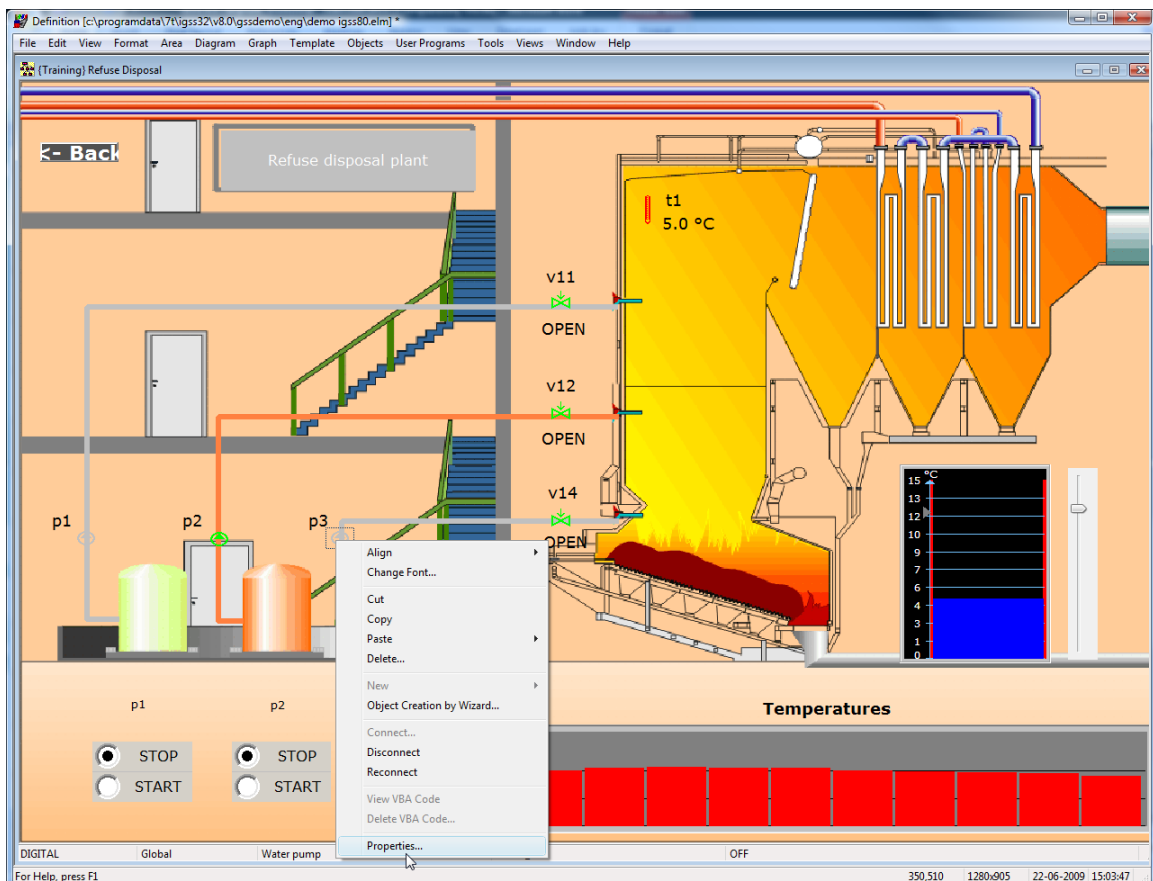 Definition [c:\programdata\7t\igss32\v8.0\gssdemo\eng\demo igss80.elm] *
File Edit View Format Area Diagram Graph Template Objects User Programs Tools Views Window Help
{Training} Refuse Disposal
<- Back
Refuse disposal plant
t1
5.0 °C
v11
OPEN
v12
OPEN
v14
OPEN
p1
p2
p3
°C
15
13
12
10
9
7
6
4
3
1
0
Align
Change Font...
Cut
Copy
Paste
Delete...
New
Object Creation by Wizard...
Connect...
Disconnect
Reconnect
View VBA Code
Delete VBA Code...
Properties...
p1
p2
STOP
START
STOP
START
Temperatures
DIGITAL Global Water pump OFF
For Help, press F1 350,510 1280x905 22-06-2009 15:03:47